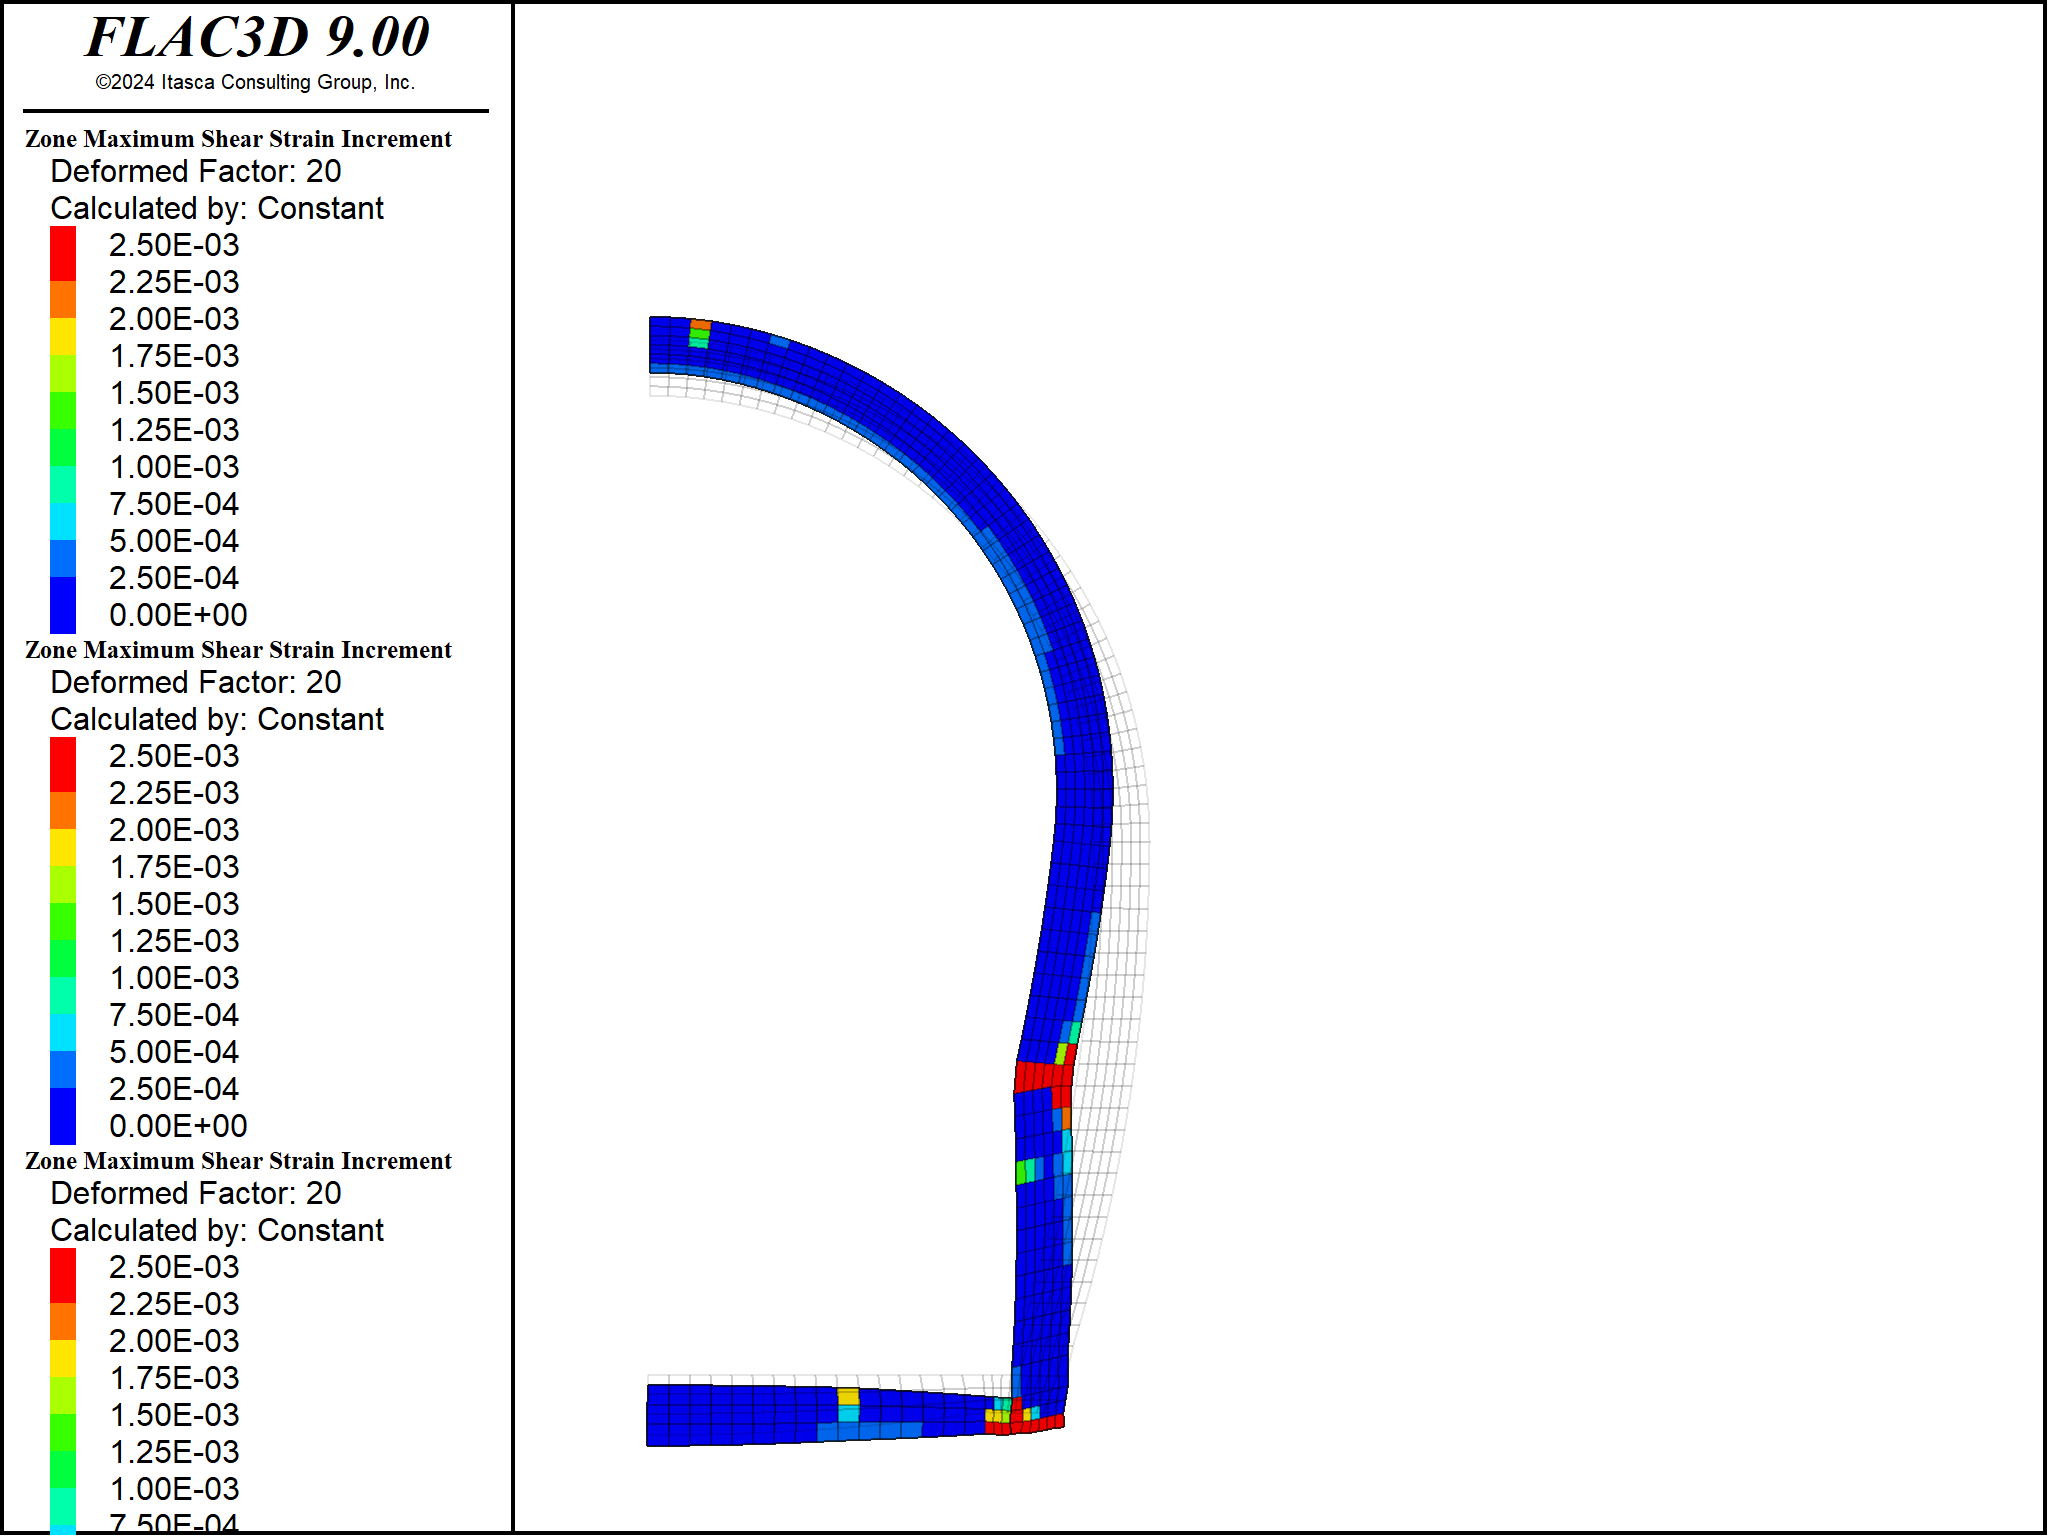 FLAC3D 9.00
©2024 Itasca Consulting Group, Inc.
Zone Maximum Shear Strain Increment
Deformed Factor: 20
Calculated by: Constant
2.50E-03
2.25E-03
2.00E-03
1.75E-03
1.50E-03
1.25E-03
1.00E-03
7.50E-04
5.00E-04
2.50E-04
0.00E+00
Zone Maximum Shear Strain Increment
Deformed Factor: 20
Calculated by: Constant
2.50E-03
2.25E-03
2.00E-03
1.75E-03
1.50E-03
1.25E-03
1.00E-03
7.50E-04
5.00E-04
2.50E-04
0.00E+00
Zone Maximum Shear Strain Increment
Deformed Factor: 20
Calculated by: Constant
2.50E-03
2.25E-03
2.00E-03
1.75E-03
1.50E-03
1.25E-03
1.00E-03
7.50E-04